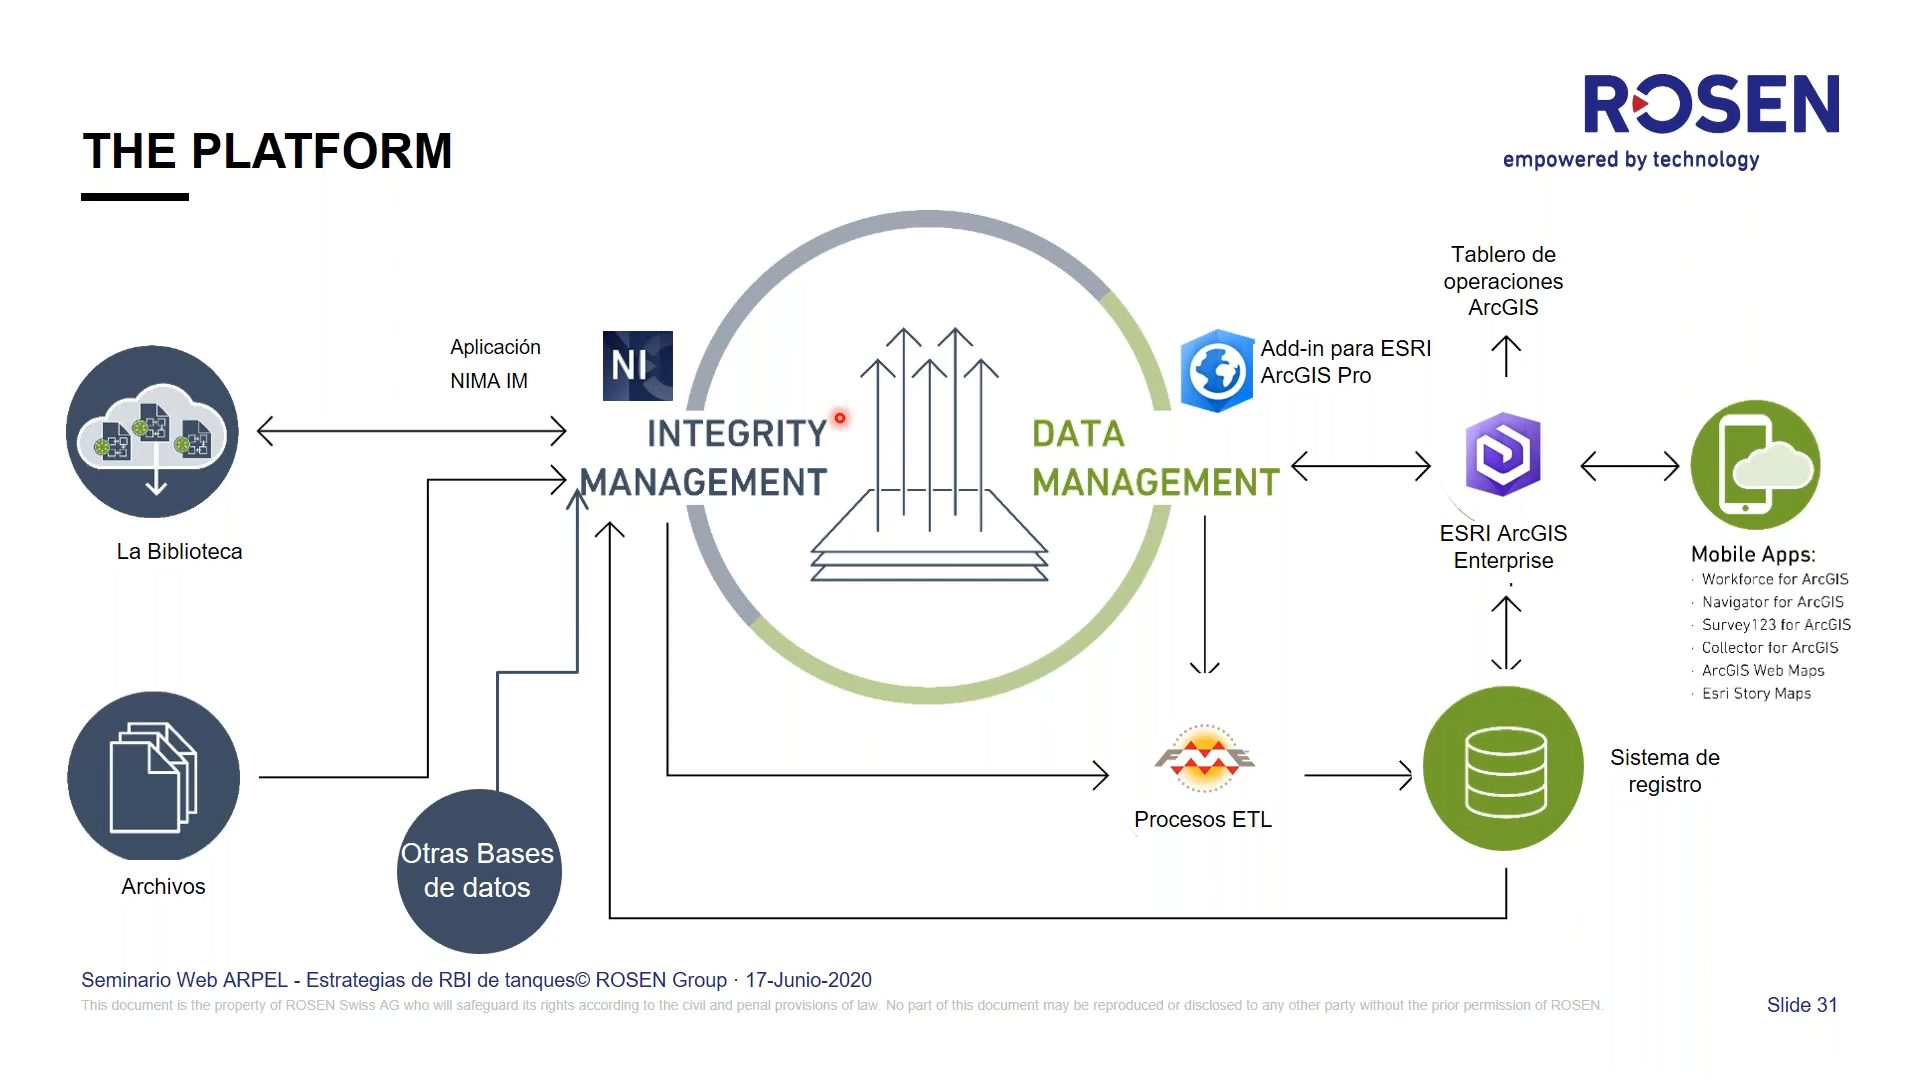 ROSEN
empowered by technology
THE PLATFORM
Tablero de
operaciones
ArcGIS
Aplicación
NIMA IM
NI
Add-in para ESRI
ArcGIS Pro
INTEGRITY
MANAGEMENT
DATA
MANAGEMENT
La Biblioteca
ESRI ArcGIS
Enterprise
Mobile Apps:
· Workforce for ArcGIS
· Navigator for ArcGIS
· Survey123 for ArcGIS
· Collector for ArcGIS
· ArcGIS Web Maps
· Esri Story Maps
FME
Procesos ETL
Sistema de
registro
Archivos
Otras Bases
de datos
Seminario Web ARPEL - Estrategias de RBI de tanques© ROSEN Group · 17-Junio-2020
This document is the property of ROSEN Swiss AG who will safeguard its rights according to the civil and penal provisions of law. No part of this document may be reproduced or disclosed to any other party without the prior permission of ROSEN.
Slide 31